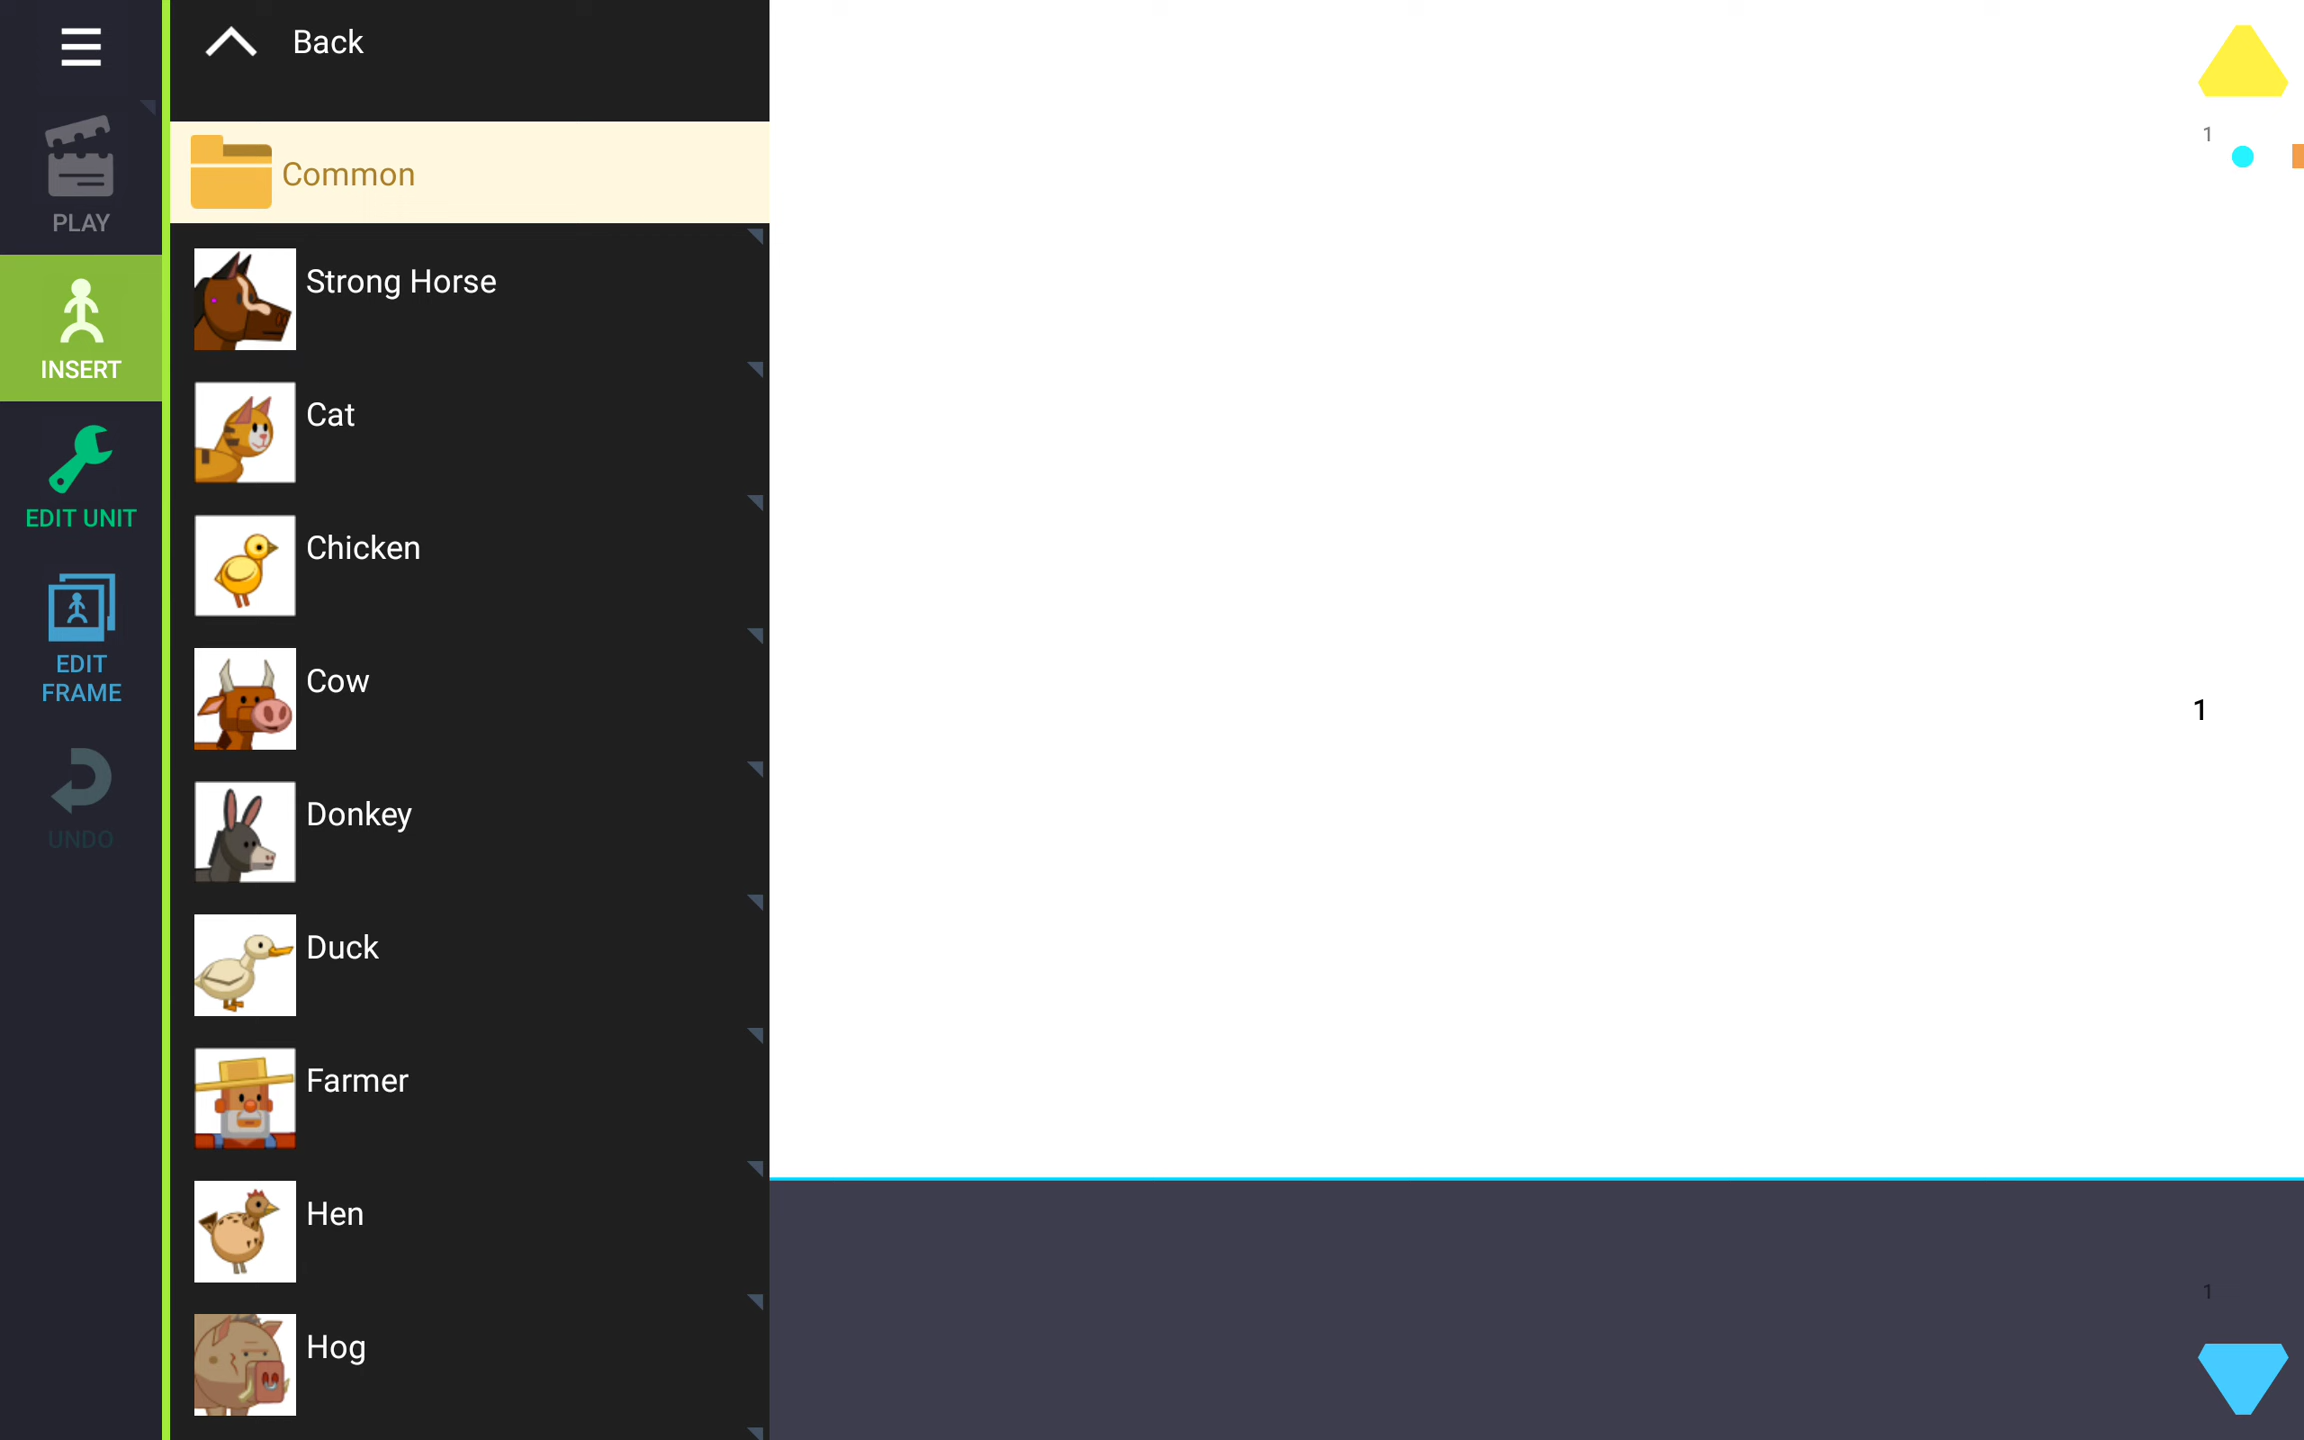 Back
PLAY
INSERT
EDIT UNIT
EDIT
FRAME
UNDO
Common
Strong Horse
Cat
Chicken
Cow
Donkey
Duck
Farmer
Hen
Hog
1
1
1